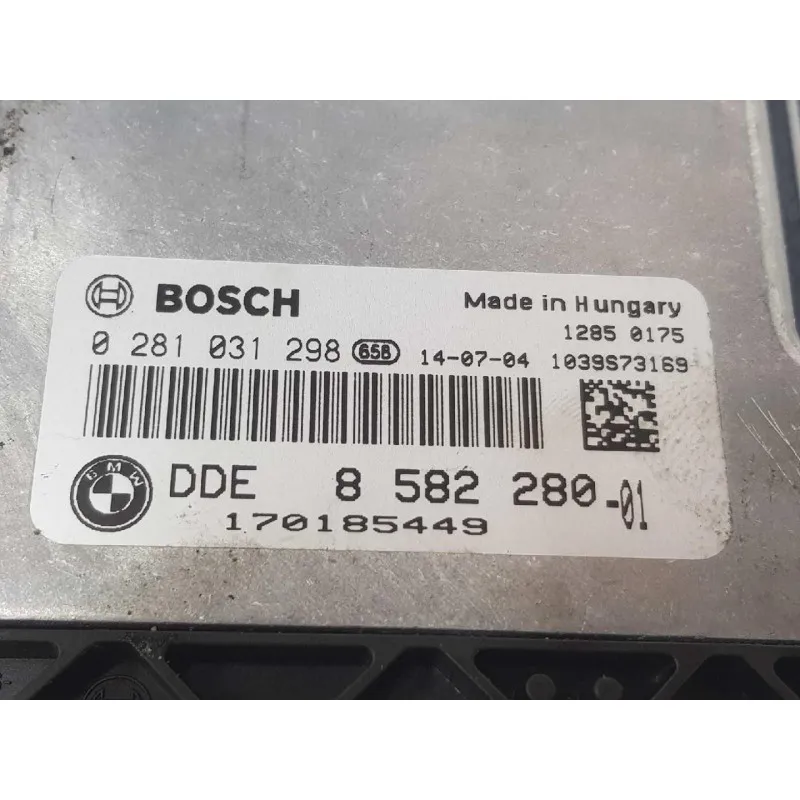 BOSCH Made in Hungary
1285 0175
0 281 031 298 658 14-07-04 1039S73169
BMW DDE 8 582 280-01
170185449